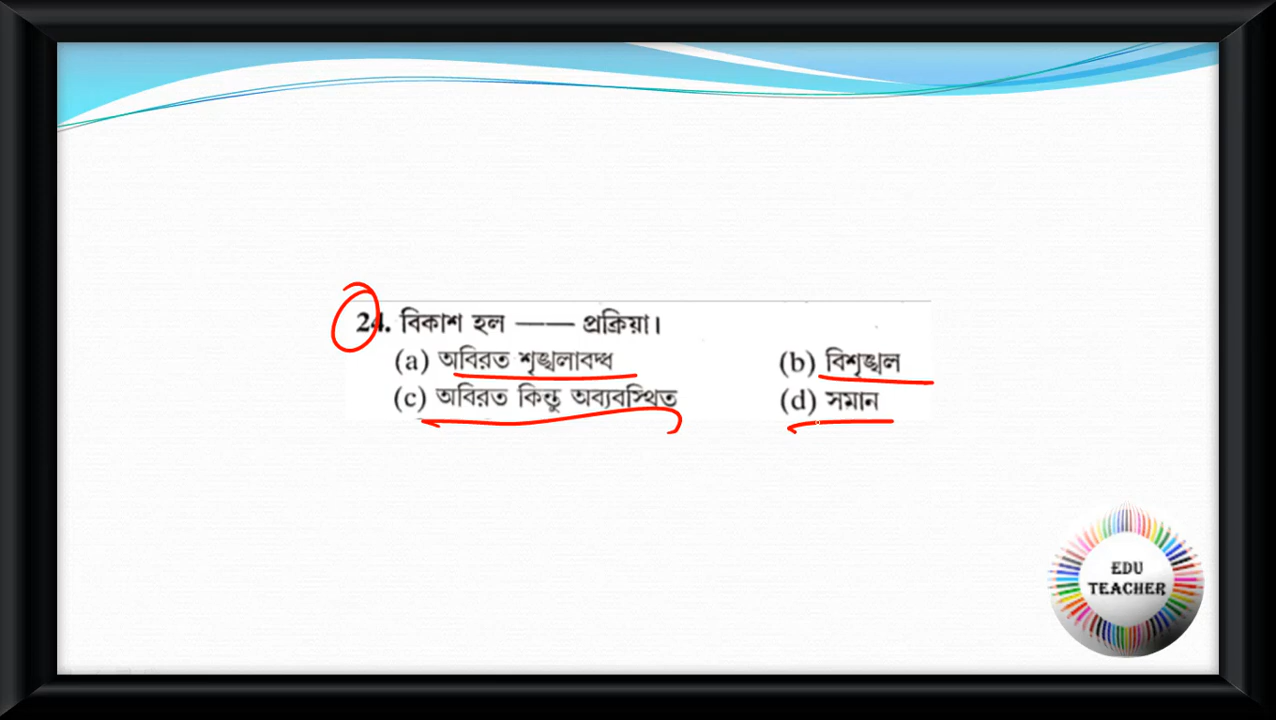 24. বিকাশ হল —— প্রক্রিয়া।
(a) অবিরত শৃঙ্খলাবদ্ধ (b) বিশৃঙ্খল
(c) অবিরত কিন্তু অব্যবস্থিত (d) সমান
EDU
TEACHER